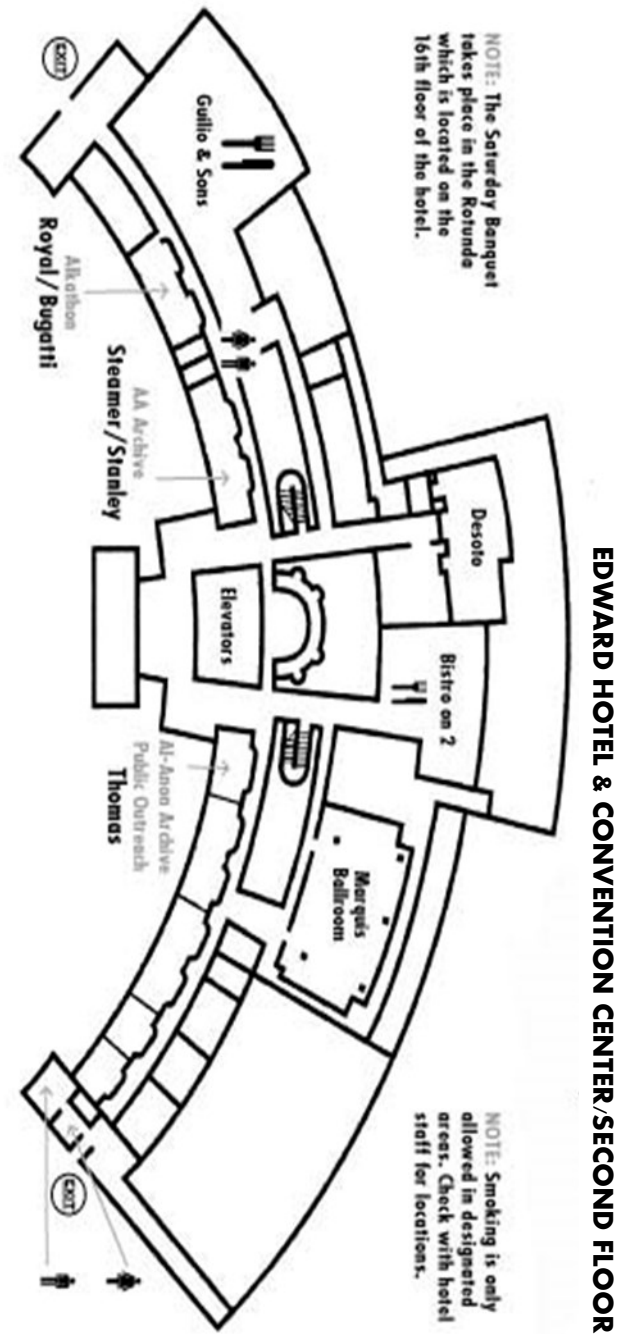 EDWARD HOTEL & CONVENTION CENTER/SECOND FLOOR
NOTE: The Saturday Banquet
takes place in the Rotunda
which is located on the
16th floor of the hotel.
NOTE: Smoking is only
allowed in designated
areas. Check with hotel
staff for locations.
Desoto
Bistro on 2
Guilio & Sons
Marquis
Ballroom
Elevators
EXIT
Alkathon
Royal/Bugatti
AA Archive
Steamer/Stanley
Al-Anon Archive
Public Outreach
Thomas
EXIT